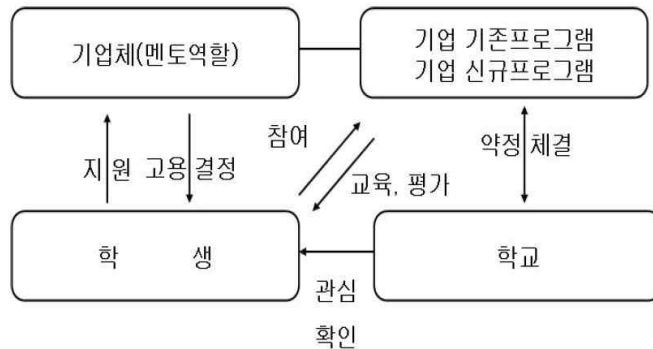 기업체(멘토역할)
기업 기존프로그램
기업 신규프로그램
참여
약정 체결
지원
고용 결정
교육, 평가
학 생
학교
관심
확인